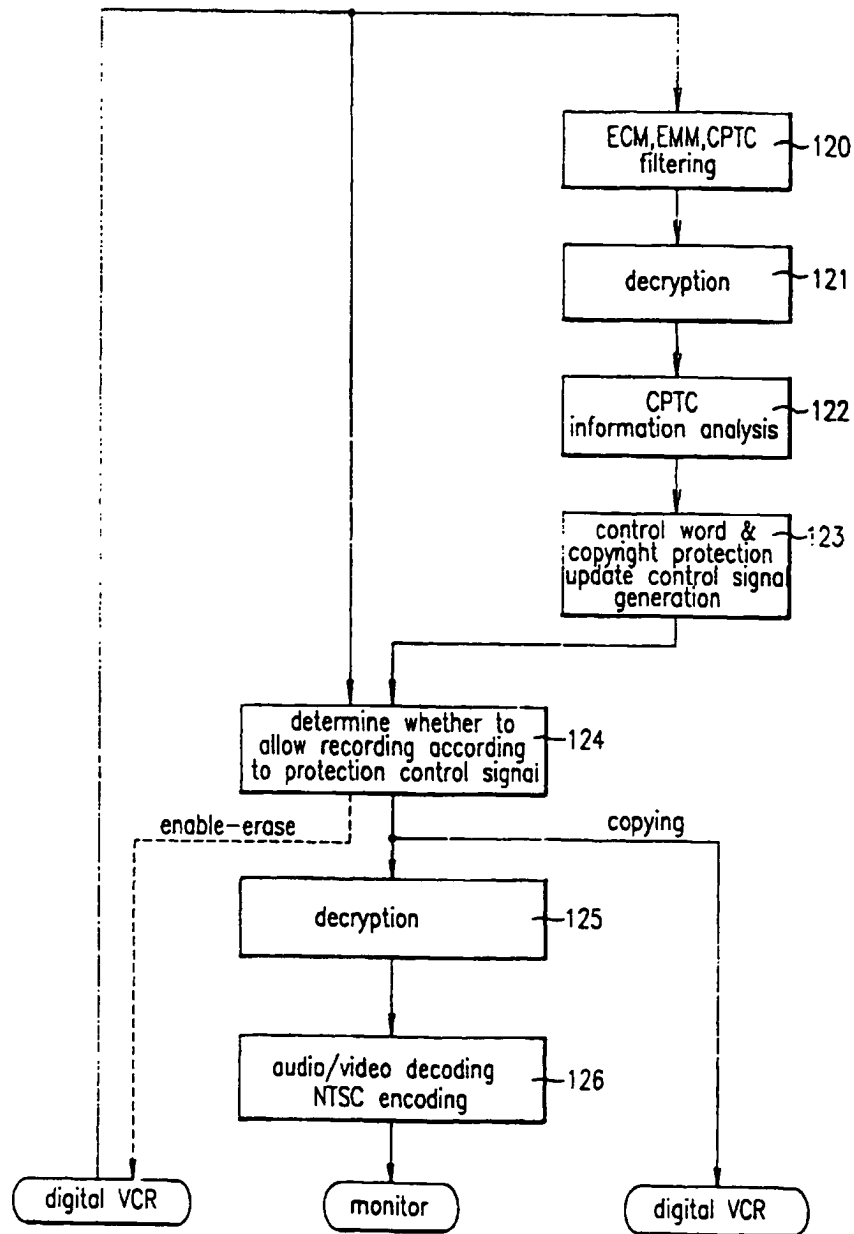 ECM,EMM,CPTC
filtering
120
decryption
121
CPTC
information analysis
122
control word &
copyright protection
update control signal
generation
123
determine whether to
allow recording according
to protection control signal
124
enable-erase
copying
decryption
125
audio/video decoding
NTSC encoding
126
digital VCR
monitor
digital VCR